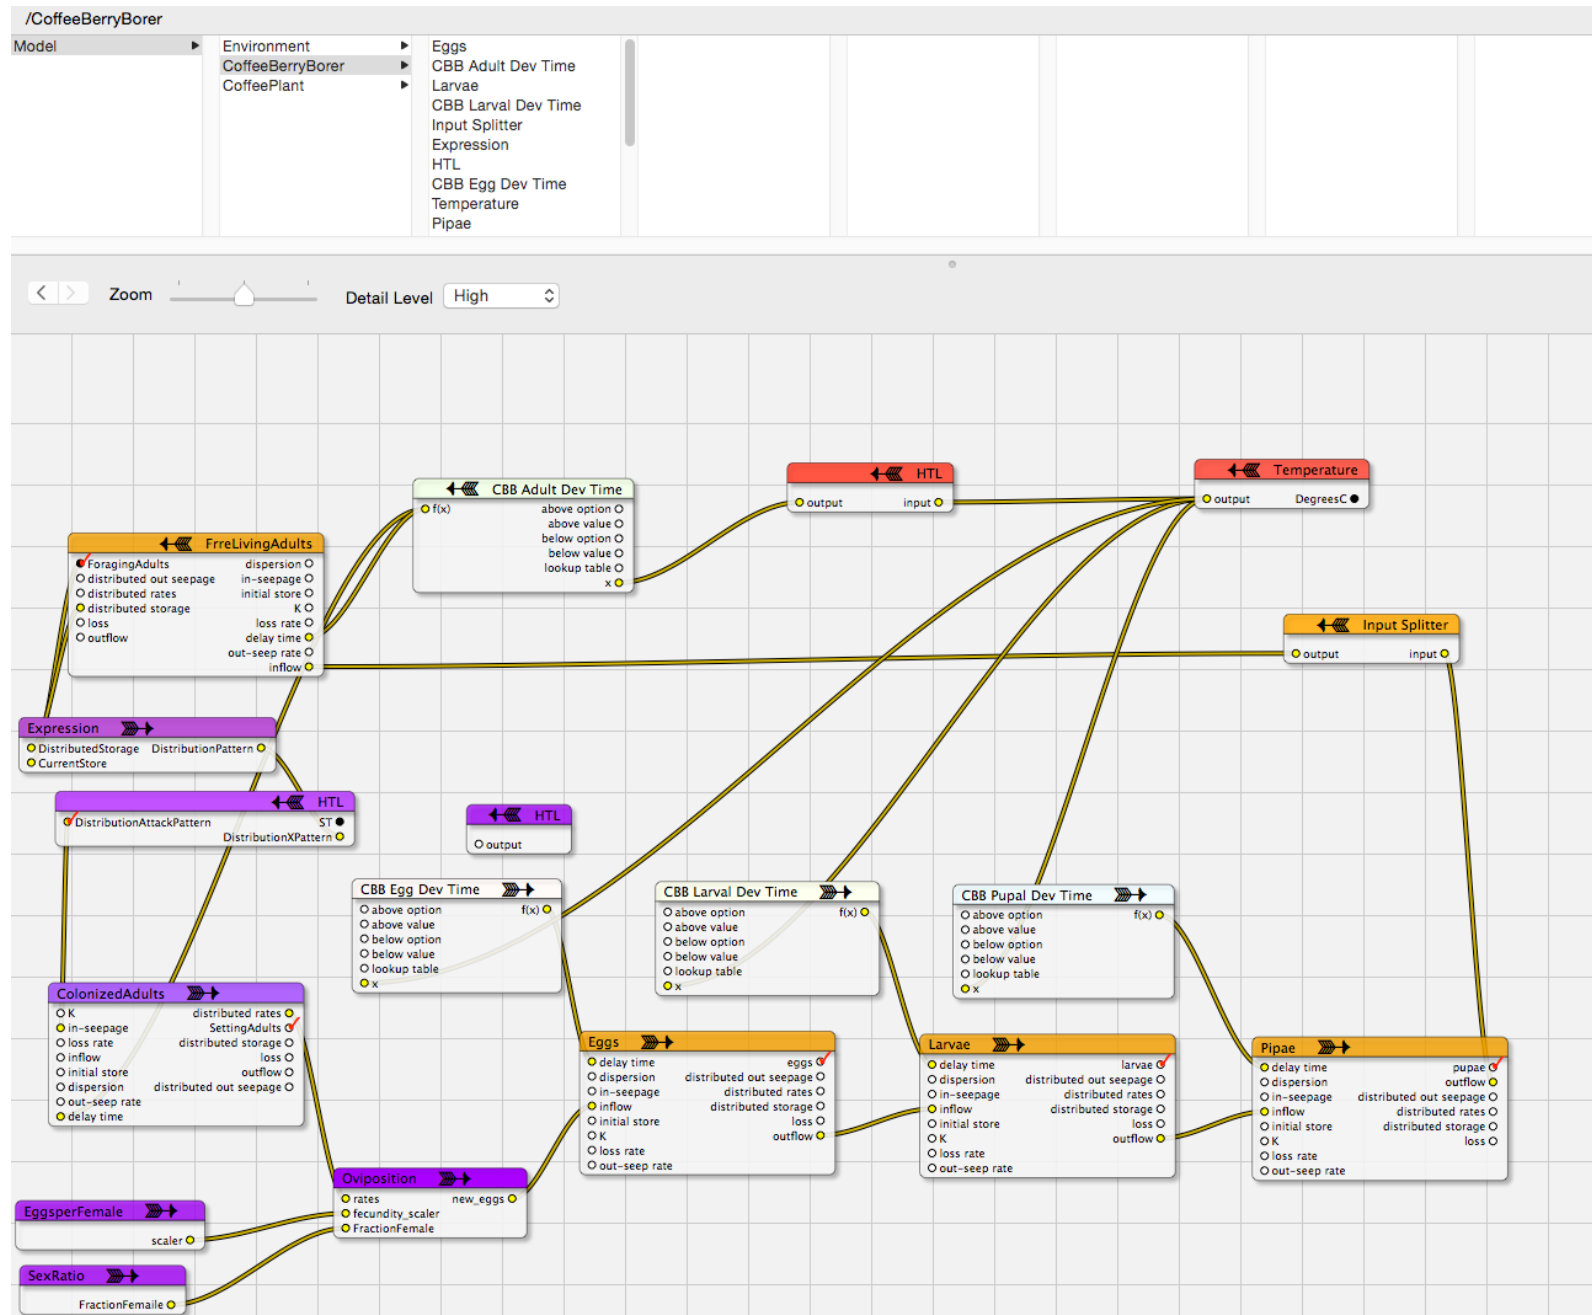 /CoffeeBerryBorer
Model
Environment
CoffeeBerryBorer
CoffeePlant
Eggs
CBB Adult Dev Time
Larvae
CBB Larval Dev Time
Input Splitter
Expression
HTL
CBB Egg Dev Time
Temperature
Pipae
Zoom
Detail Level
High
CBB Adult Dev Time
f(x)
above option
above value
below option
below value
lookup table
x
HTL
output
input
Temperature
output
DegreesC
FrreLivingAdults
ForagingAdults
dispersion
distributed out seepage
in-seepage
distributed rates
initial store
distributed storage
K
loss
loss rate
outflow
delay time
out-seep rate
inflow
Input Splitter
output
input
Expression
DistributedStorage
DistributionPattern
CurrentStore
HTL
DistributionAttackPattern
ST
DistributionXPattern
HTL
output
CBB Egg Dev Time
above option
f(x)
above value
below option
below value
lookup table
x
CBB Larval Dev Time
above option
f(x)
above value
below option
below value
lookup table
x
CBB Pupal Dev Time
above option
f(x)
above value
below option
below value
lookup table
x
ColonizedAdults
K
distributed rates
in-seepage
SettingAdults
loss rate
distributed storage
inflow
loss
initial store
outflow
dispersion
distributed out seepage
out-seep rate
delay time
Eggs
delay time
eggs
dispersion
distributed out seepage
in-seepage
distributed rates
inflow
distributed storage
initial store
loss
K
outflow
loss rate
out-seep rate
Larvae
delay time
larvae
dispersion
distributed out seepage
in-seepage
distributed rates
inflow
distributed storage
initial store
loss
K
outflow
loss rate
out-seep rate
Pipae
delay time
pupae
dispersion
outflow
in-seepage
distributed out seepage
inflow
distributed rates
initial store
distributed storage
K
loss
loss rate
out-seep rate
Oviposition
rates
new_eggs
fecundity_scaler
FractionFemale
EggsperFemale
scaler
SexRatio
FractionFemaile